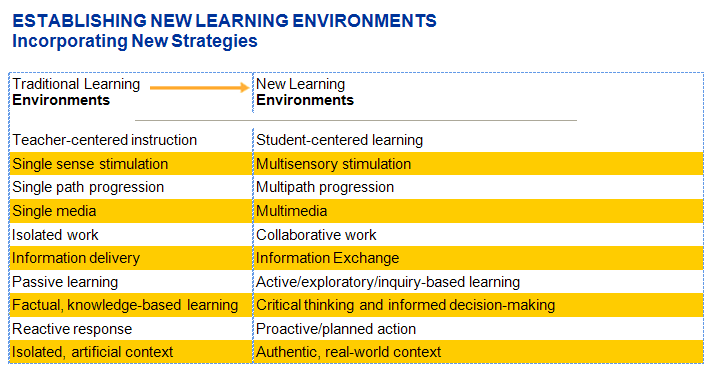 ESTABLISHING NEW LEARNING ENVIRONMENTS
Incorporating New Strategies
Traditional Learning New Learning
Environments Environments
Teacher-centered instruction Student-centered learning
Single sense stimulation Multisensory stimulation
Single path progression Multipath progression
Single media Multimedia
Isolated work Collaborative work
Information delivery Information Exchange
Passive learning Active/exploratory/inquiry-based learning
Factual, knowledge-based learning Critical thinking and informed decision-making
Reactive response Proactive/planned action
Isolated, artificial context Authentic, real-world context